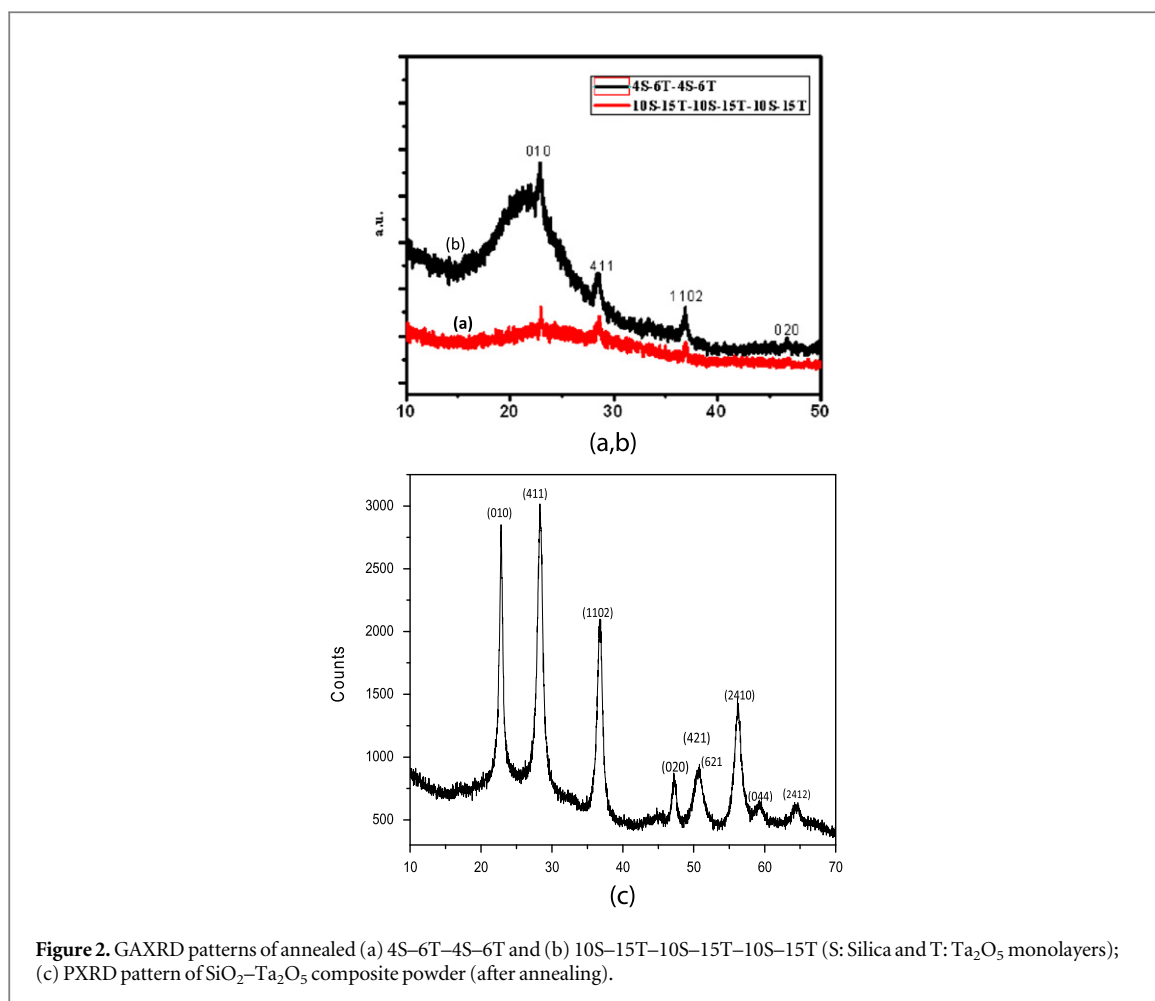 4S-6T-4S-6T
10S-15T-10S-15T-10S-15T
010
a.u.
(b)
411
1102
(a)
020
10 20 30 40 50
(a,b)
3000
2500
2000
1500
1000
500
Counts
(010)
(411)
(1102)
(2410)
(421)
(020) (621
(044) (2412)
10 20 30 40 50 60 70
(c)
Figure 2. GAXRD patterns of annealed (a) 4S–6T–4S–6T and (b) 10S–15T–10S–15T–10S–15T (S: Silica and T: Ta₂O₅ monolayers);
(c) PXRD pattern of SiO₂–Ta₂O₅ composite powder (after annealing).